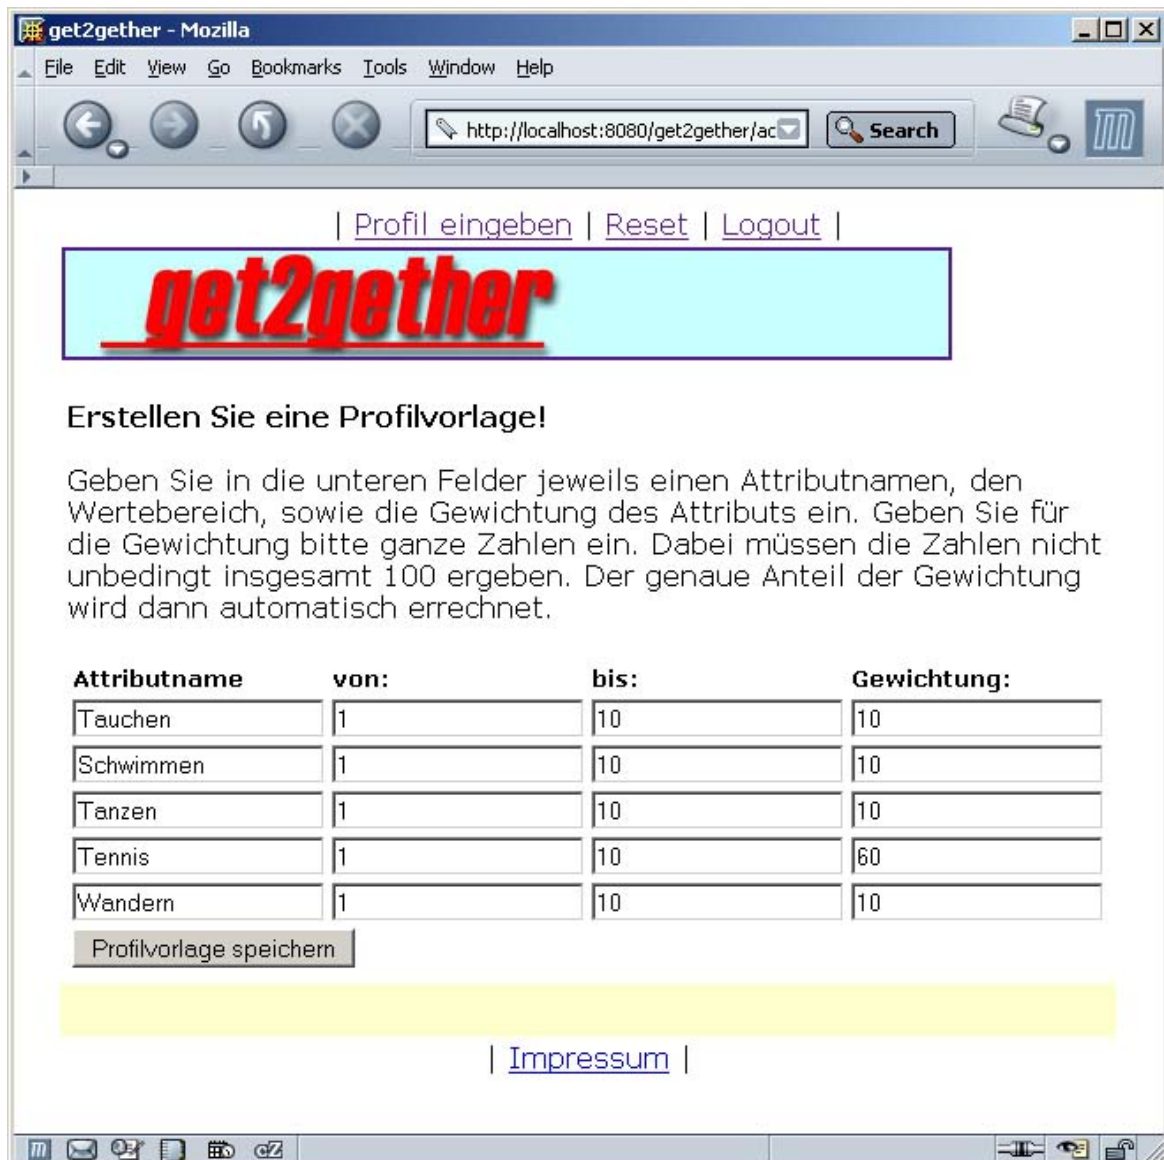 get2gether - Mozilla
File Edit View Go Bookmarks Tools Window Help
http://localhost:8080/get2gether/ac Search
| Profil eingeben | Reset | Logout |
get2gether
Erstellen Sie eine Profilvorlage!
Geben Sie in die unteren Felder jeweils einen Attributnamen, den
Wertebereich, sowie die Gewichtung des Attributs ein. Geben Sie für
die Gewichtung bitte ganze Zahlen ein. Dabei müssen die Zahlen nicht
unbedingt insgesamt 100 ergeben. Der genaue Anteil der Gewichtung
wird dann automatisch errechnet.
Attributname von: bis: Gewichtung:
Tauchen 1 10 10
Schwimmen 1 10 10
Tanzen 1 10 10
Tennis 1 10 60
Wandern 1 10 10
Profilvorlage speichern
| Impressum |